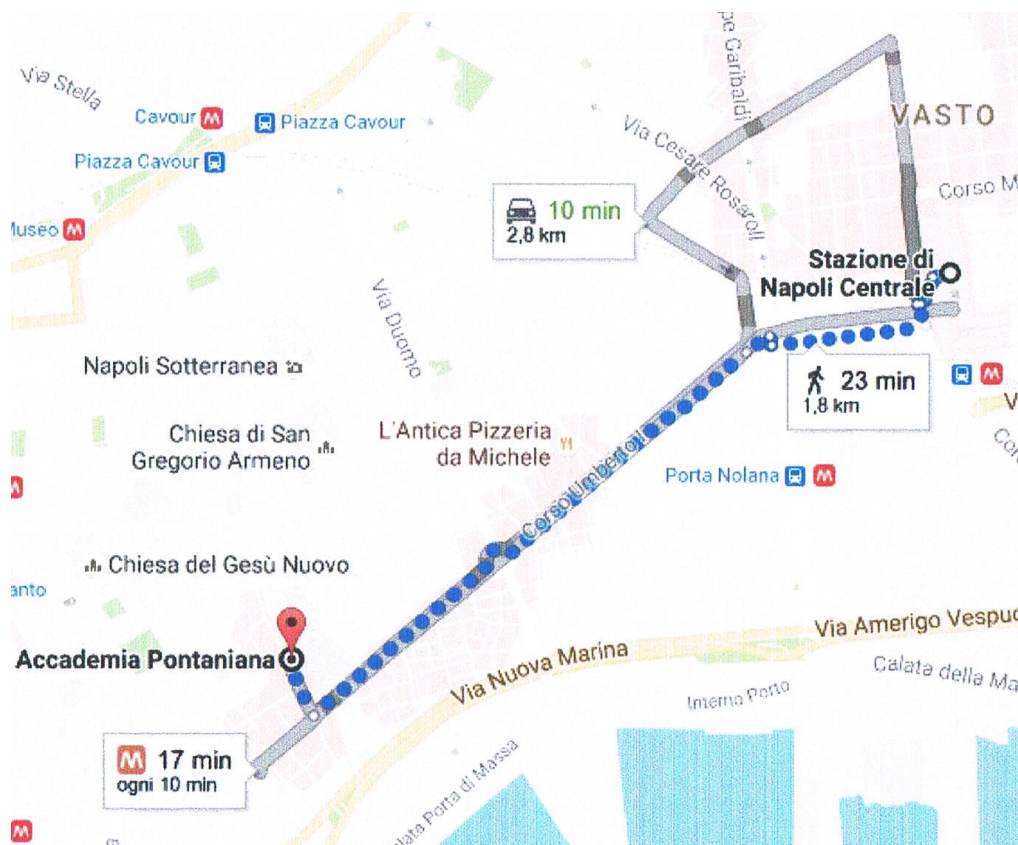 Via Stella
Cavour M
Piazza Cavour
Piazza Cavour
Museo M
Via Cesare Rosaroll
VASTO
Corso M
10 min
2,8 km
Stazione di
Napoli Centrale
Via Duomo
Napoli Sotterranea
23 min
1,8 km
M
Chiesa di San
Gregorio Armeno
L'Antica Pizzeria
da Michele
Corso Umberto I
Porta Nolana M
M
Chiesa del Gesù Nuovo
Accademia Pontaniana
Via Nuova Marina
Via Amerigo Vespuc
Calata della Ma
Interno Porto
M 17 min
ogni 10 min
Calata Porta di Massa
M